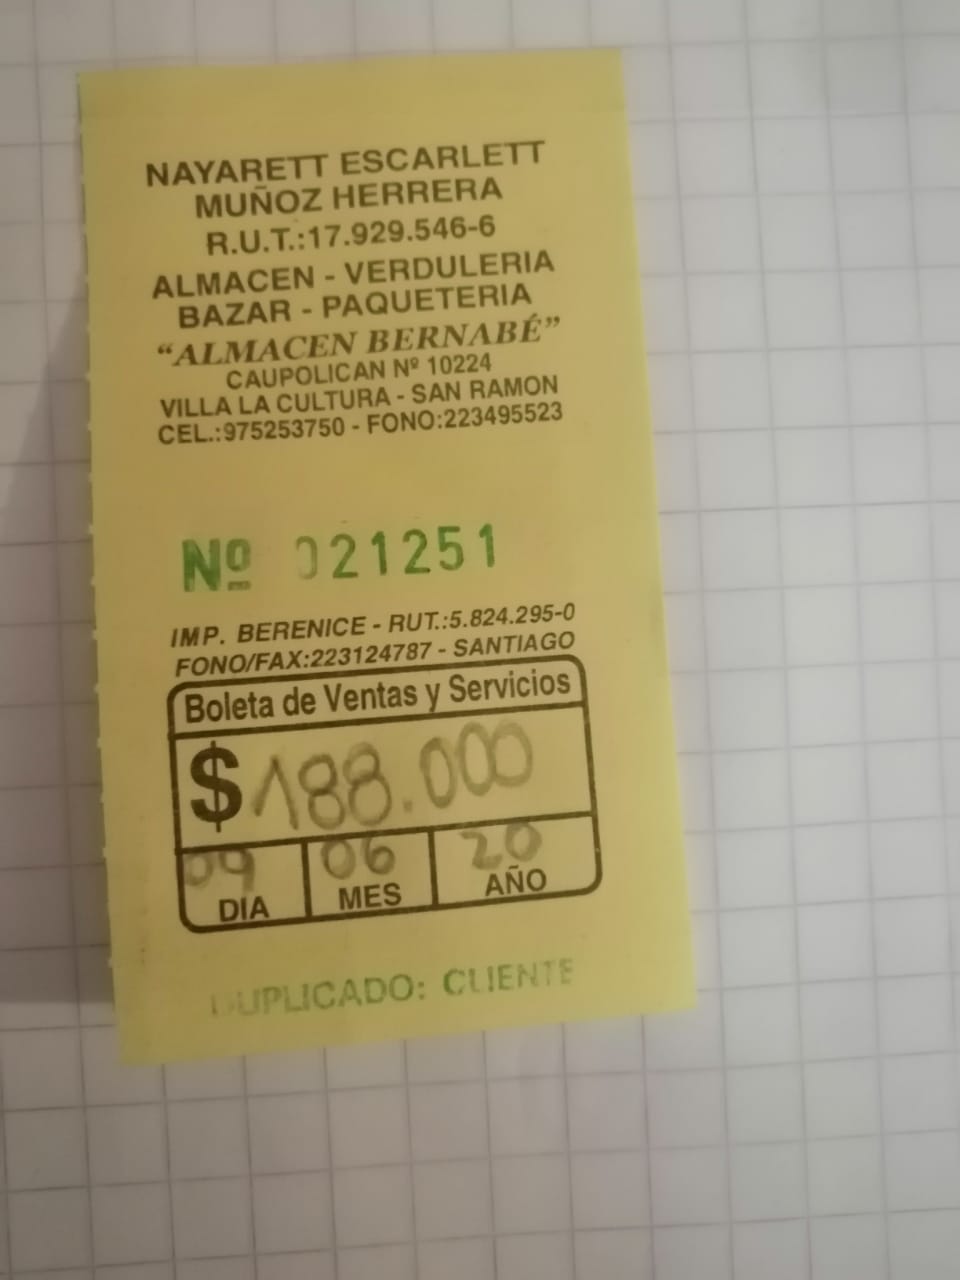 NAYARETT ESCARLETT
MUÑOZ HERRERA
R.U.T.:17.929.546-6
ALMACEN - VERDULERIA
BAZAR - PAQUETERIA
“ALMACEN BERNABÉ”
CAUPOLICAN Nº 10224
VILLA LA CULTURA - SAN RAMON
CEL.:975253750 - FONO:223495523
Nº 021251
IMP. BERENICE - RUT.:5.824.295-0
FONO/FAX:223124787 - SANTIAGO
Boleta de Ventas y Servicios
$ 188.000
09 06 20
DIA MES AÑO
DUPLICADO: CLIENTE